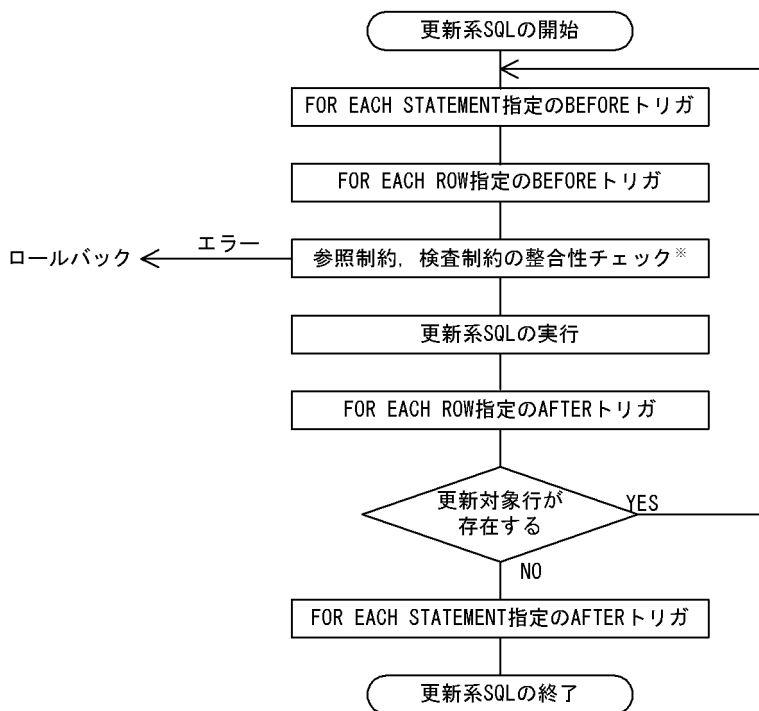 更新系SQLの開始
FOR EACH STATEMENT指定のBEFOREトリガ
FOR EACH ROW指定のBEFOREトリガ
エラー
ロールバック
参照制約，検査制約の整合性チェック※
更新系SQLの実行
FOR EACH ROW指定のAFTERトリガ
更新対象行が
存在する
YES
NO
FOR EACH STATEMENT指定のAFTERトリガ
更新系SQLの終了